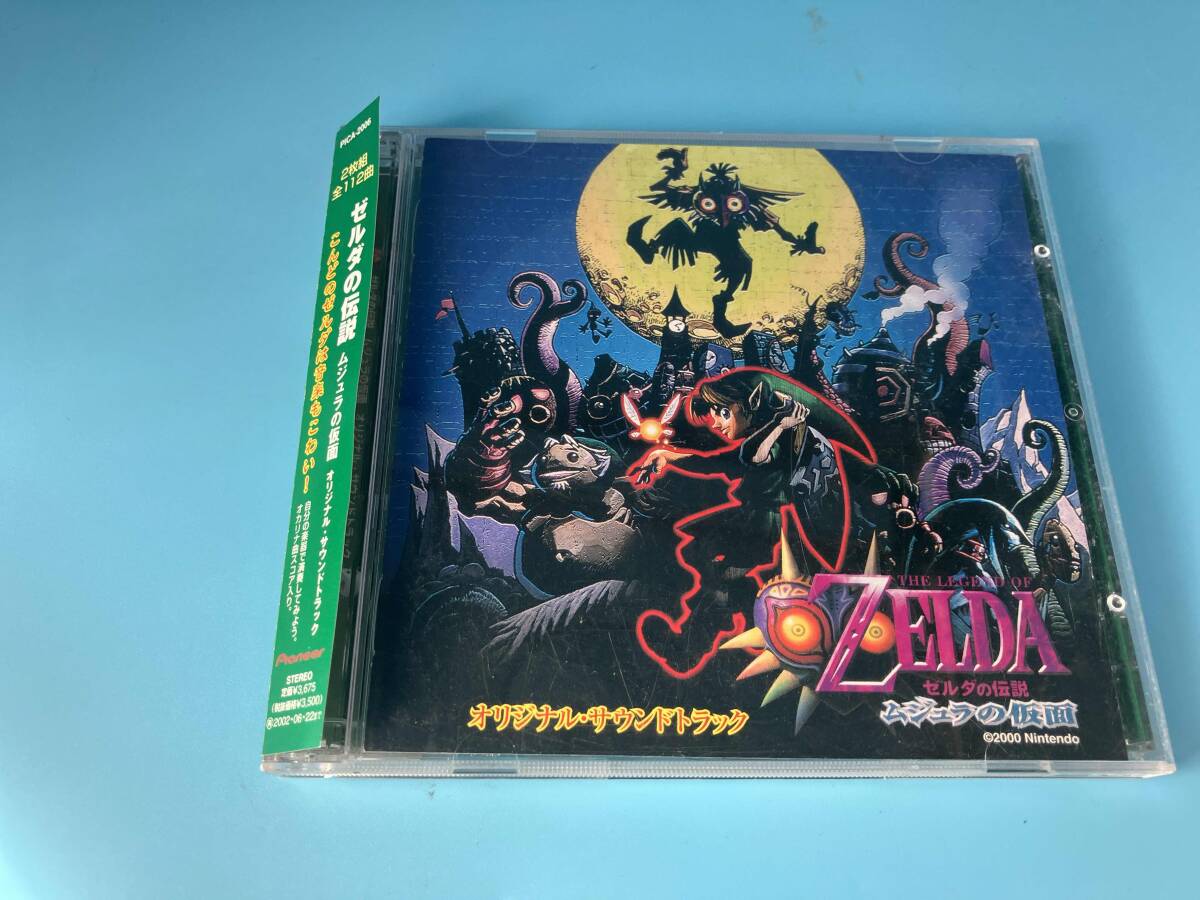 PICA-2006
2枚組
全112曲
ゼルダの伝説 ムジュラの仮面 オリジナル・サウンドトラック
こんどのゼルダは音楽もこわい!
自分の楽器で演奏してみよう。
オカリナ曲スコア入り。
Pioneer
STEREO
定価¥3,675
(税抜価格¥3,500)
®2002・06・22まで
THE LEGEND OF
ZELDA
ゼルダの伝説
ムジュラの仮面
©2000 Nintendo
オリジナル・サウンドトラック